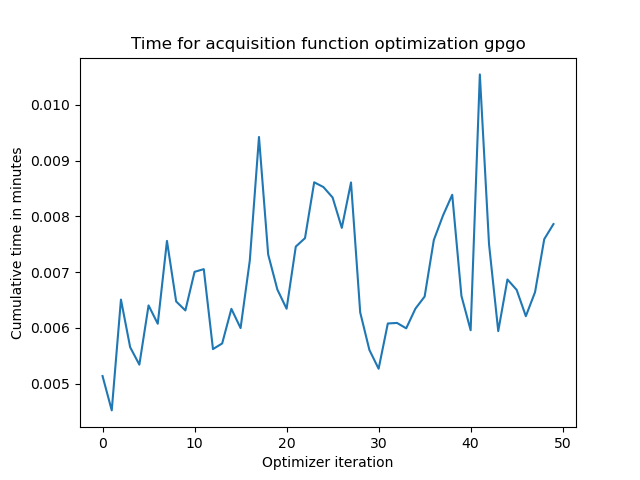 Time for acquisition function optimization gpgo
0.010
0.009
0.008
0.007
0.006
0.005
Cumulative time in minutes
0 10 20 30 40 50
Optimizer iteration